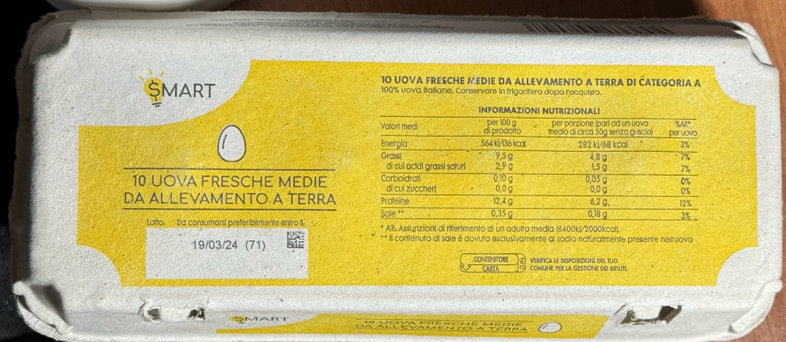 SMART
10 UOVA FRESCHE MEDIE
DA ALLEVAMENTO A TERRA
Lotto: Da consumarsi preferibilmente entro il:
19/03/24 (71)
10 UOVA FRESCHE MEDIE DA ALLEVAMENTO A TERRA DI CATEGORIA A
100% uova italiane. Conservare in frigorifero dopo l'acquisto.
INFORMAZIONI NUTRIZIONALI
Valori medi per 100 g di prodotto per porzione (pari ad un uovo medio di circa 50g senza guscio) %AR* per uovo
Energia 564 kJ/136 kcal 282 kJ/68 kcal 3%
Grassi 9,5 g 4,8 g 7%
di cui acidi grassi saturi 2,9 g 1,5 g 7%
Carboidrati 0,10 g 0,05 g 0%
di cui zuccheri 0,0 g 0,0 g 0%
Proteine 12,4 g 6,2 g 12%
Sale** 0,35 g 0,18 g 3%
* AR: Assunzioni di riferimento di un adulto medio (8400kJ/2000kcal).
** Il contenuto di sale è dovuto esclusivamente al sodio naturalmente presente nell'uovo
CONTENITORE
CARTA
VERIFICA LE DISPOSIZIONI DEL TUO
COMUNE PER LA GESTIONE DEI RIFIUTI.
SMART
10 UOVA FRESCHE MEDIE
DA ALLEVAMENTO A TERRA